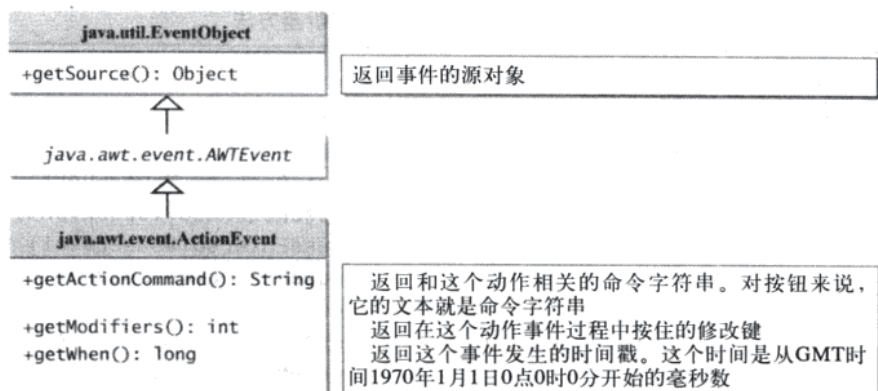 java.util.EventObject
+getSource(): Object
返回事件的源对象
java.awt.event.AWTEvent
java.awt.event.ActionEvent
+getActionCommand(): String
返回和这个动作相关的命令字符串。对按钮来说，
它的文本就是命令字符串
+getModifiers(): int
返回在这个动作事件过程中按住的修改键
+getWhen(): long
返回这个事件发生的时间戳。这个时间是从GMT时
间1970年1月1日0点0时0分开始的毫秒数